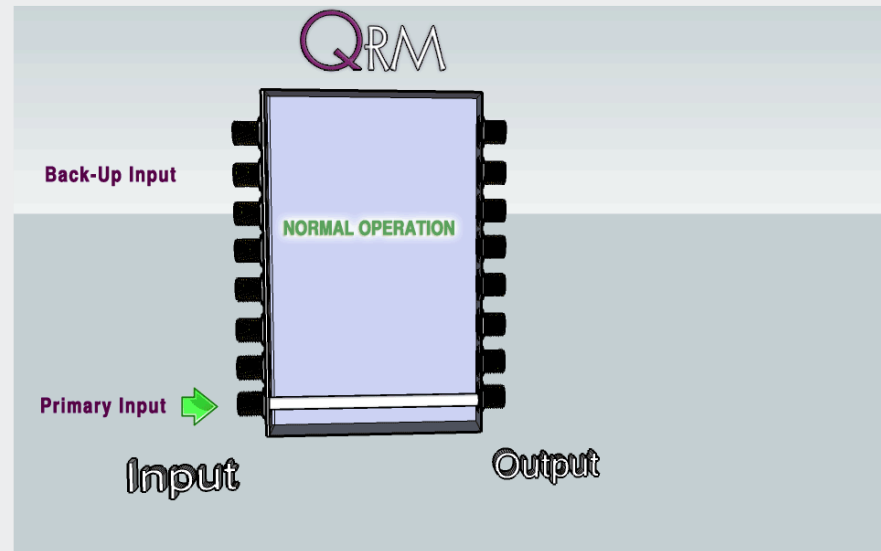 QRM
Back-Up Input
NORMAL OPERATION
Primary Input
Input
Output